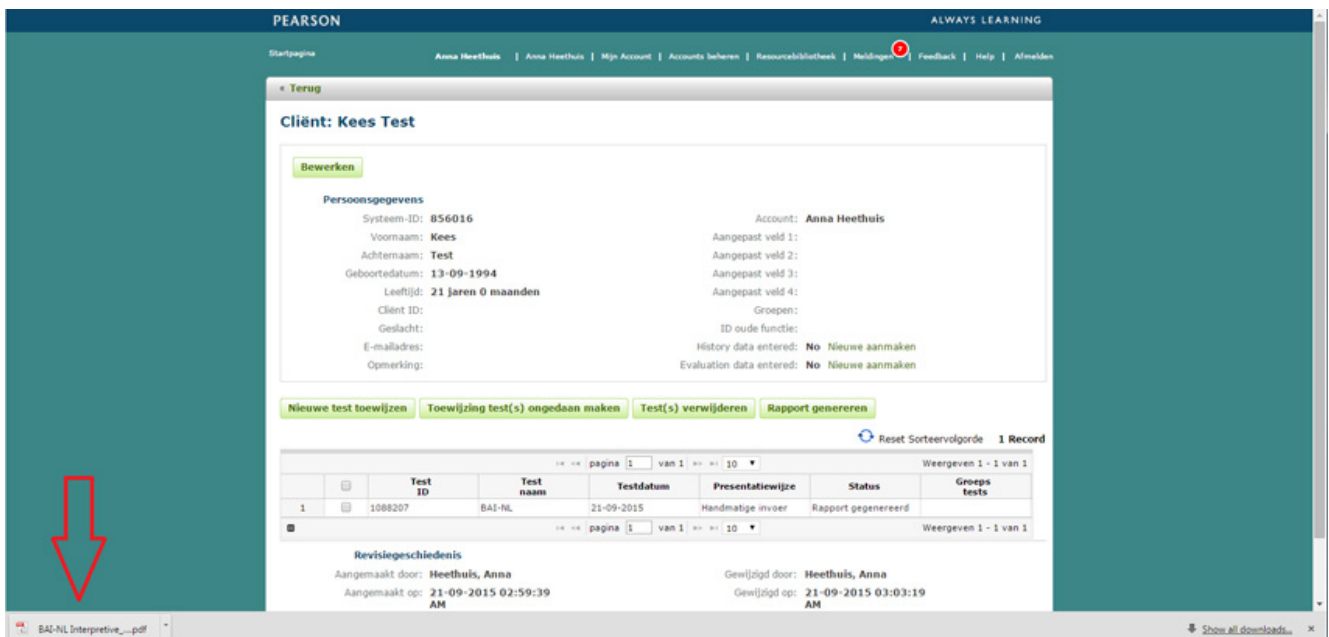 PEARSON ALWAYS LEARNING
Startpagina Anna Heethuis | Anna Heethuis | Mijn Account | Accounts beheren | Resourcebibliotheek | Meldingen 7 | Feedback | Help | Afmelden
« Terug
Cliënt: Kees Test
Bewerken
Persoonsgegevens
Systeem-ID: 856016 Account: Anna Heethuis
Voornaam: Kees Aangepast veld 1:
Achternaam: Test Aangepast veld 2:
Geboortedatum: 13-09-1994 Aangepast veld 3:
Leeftijd: 21 jaren 0 maanden Aangepast veld 4:
Cliënt ID: Groepen:
Geslacht: ID oude functie:
E-mailadres: History data entered: No Nieuwe aanmaken
Opmerking: Evaluation data entered: No Nieuwe aanmaken
Nieuwe test toewijzen Toewijzing test(s) ongedaan maken Test(s) verwijderen Rapport genereren
Reset Sorteervolgorde 1 Record
pagina 1 van 1 10 Weergeven 1 - 1 van 1
Test ID Test naam Testdatum Presentatiewijze Status Groeps tests
1 1088207 BAI-NL 21-09-2015 Handmatige invoer Rapport gegenereerd
pagina 1 van 1 10 Weergeven 1 - 1 van 1
Revisiegeschiedenis
Aangemaakt door: Heethuis, Anna Gewijzigd door: Heethuis, Anna
Aangemaakt op: 21-09-2015 02:59:39 AM Gewijzigd op: 21-09-2015 03:03:19 AM
BAI-NL Interpretive_....pdf Show all downloads...